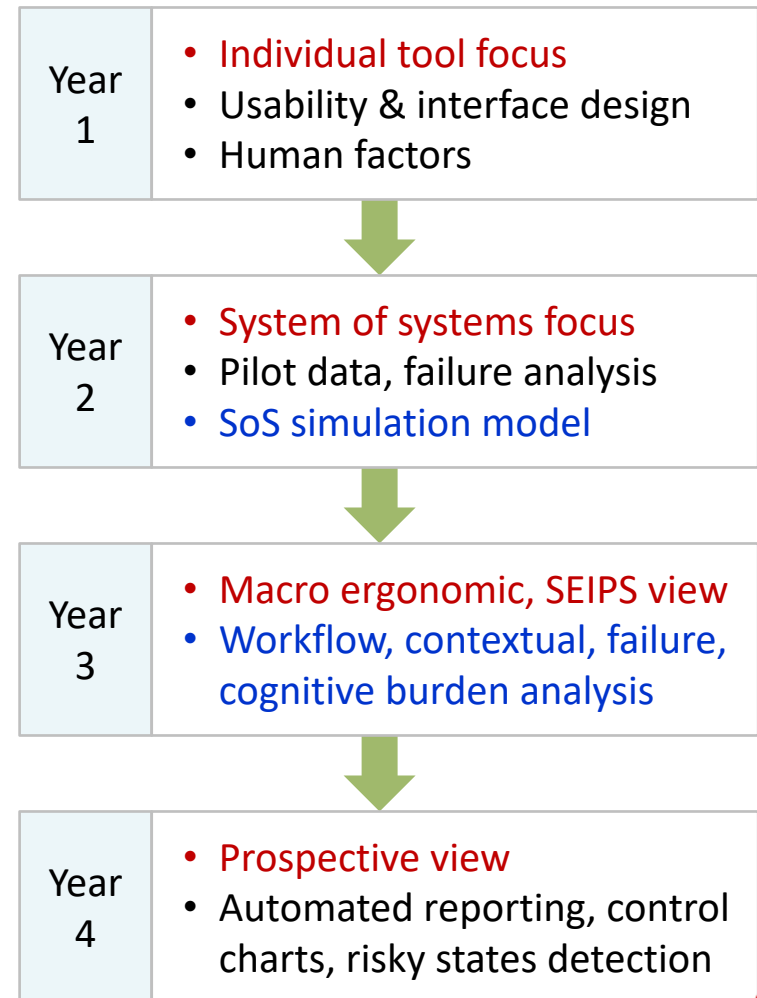 Year
1
• Individual tool focus
• Usability & interface design
• Human factors
Year
2
• System of systems focus
• Pilot data, failure analysis
• SoS simulation model
Year
3
• Macro ergonomic, SEIPS view
• Workflow, contextual, failure,
cognitive burden analysis
Year
4
• Prospective view
• Automated reporting, control
charts, risky states detection